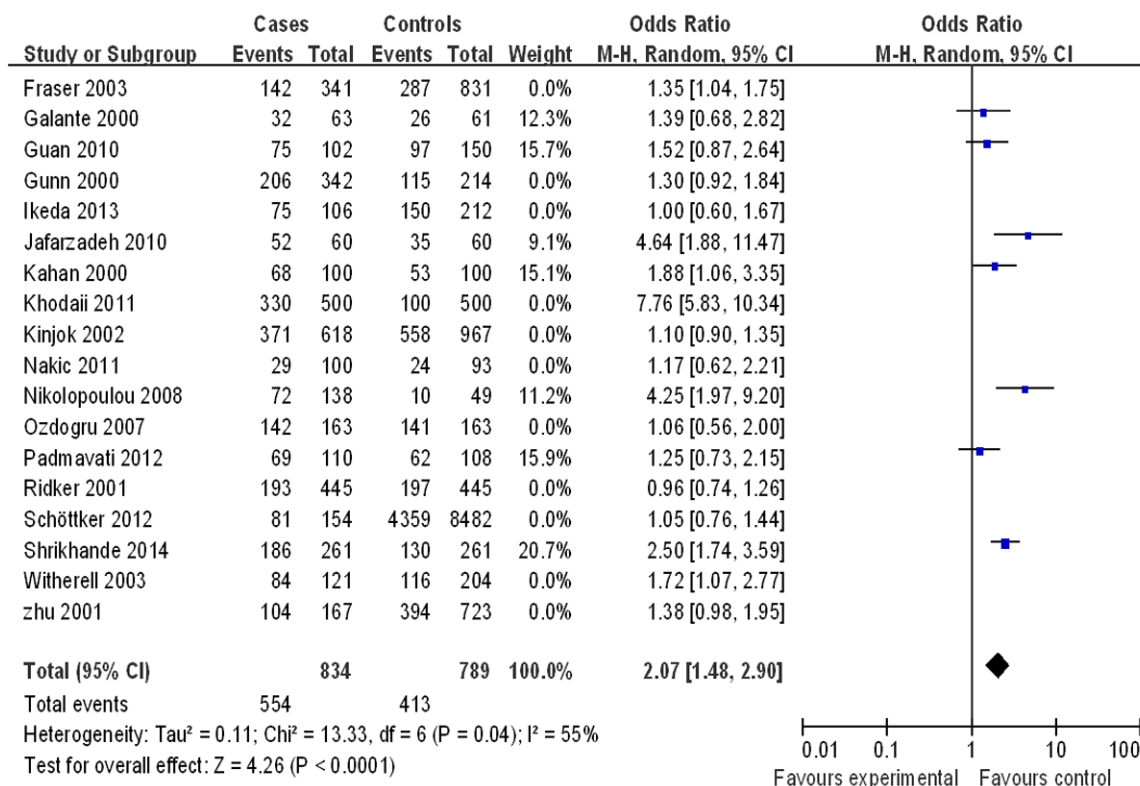 Cases Controls Odds Ratio Odds Ratio
Study or Subgroup Events Total Events Total Weight M-H, Random, 95% CI M-H, Random, 95% CI
Fraser 2003 142 341 287 831 0.0% 1.35 [1.04, 1.75]
Galante 2000 32 63 26 61 12.3% 1.39 [0.68, 2.82]
Guan 2010 75 102 97 150 15.7% 1.52 [0.87, 2.64]
Gunn 2000 206 342 115 214 0.0% 1.30 [0.92, 1.84]
Ikeda 2013 75 106 150 212 0.0% 1.00 [0.60, 1.67]
Jafarzadeh 2010 52 60 35 60 9.1% 4.64 [1.88, 11.47]
Kahan 2000 68 100 53 100 15.1% 1.88 [1.06, 3.35]
Khodaii 2011 330 500 100 500 0.0% 7.76 [5.83, 10.34]
Kinjok 2002 371 618 558 967 0.0% 1.10 [0.90, 1.35]
Nakic 2011 29 100 24 93 0.0% 1.17 [0.62, 2.21]
Nikolopoulou 2008 72 138 10 49 11.2% 4.25 [1.97, 9.20]
Ozdogru 2007 142 163 141 163 0.0% 1.06 [0.56, 2.00]
Padmavati 2012 69 110 62 108 15.9% 1.25 [0.73, 2.15]
Ridker 2001 193 445 197 445 0.0% 0.96 [0.74, 1.26]
Schöttker 2012 81 154 4359 8482 0.0% 1.05 [0.76, 1.44]
Shrikhande 2014 186 261 130 261 20.7% 2.50 [1.74, 3.59]
Witherell 2003 84 121 116 204 0.0% 1.72 [1.07, 2.77]
zhu 2001 104 167 394 723 0.0% 1.38 [0.98, 1.95]
Total (95% CI) 834 789 100.0% 2.07 [1.48, 2.90]
Total events 554 413
Heterogeneity: Tau² = 0.11; Chi² = 13.33, df = 6 (P = 0.04); I² = 55%
Test for overall effect: Z = 4.26 (P < 0.0001)
0.01 0.1 1 10 100
Favours experimental Favours control